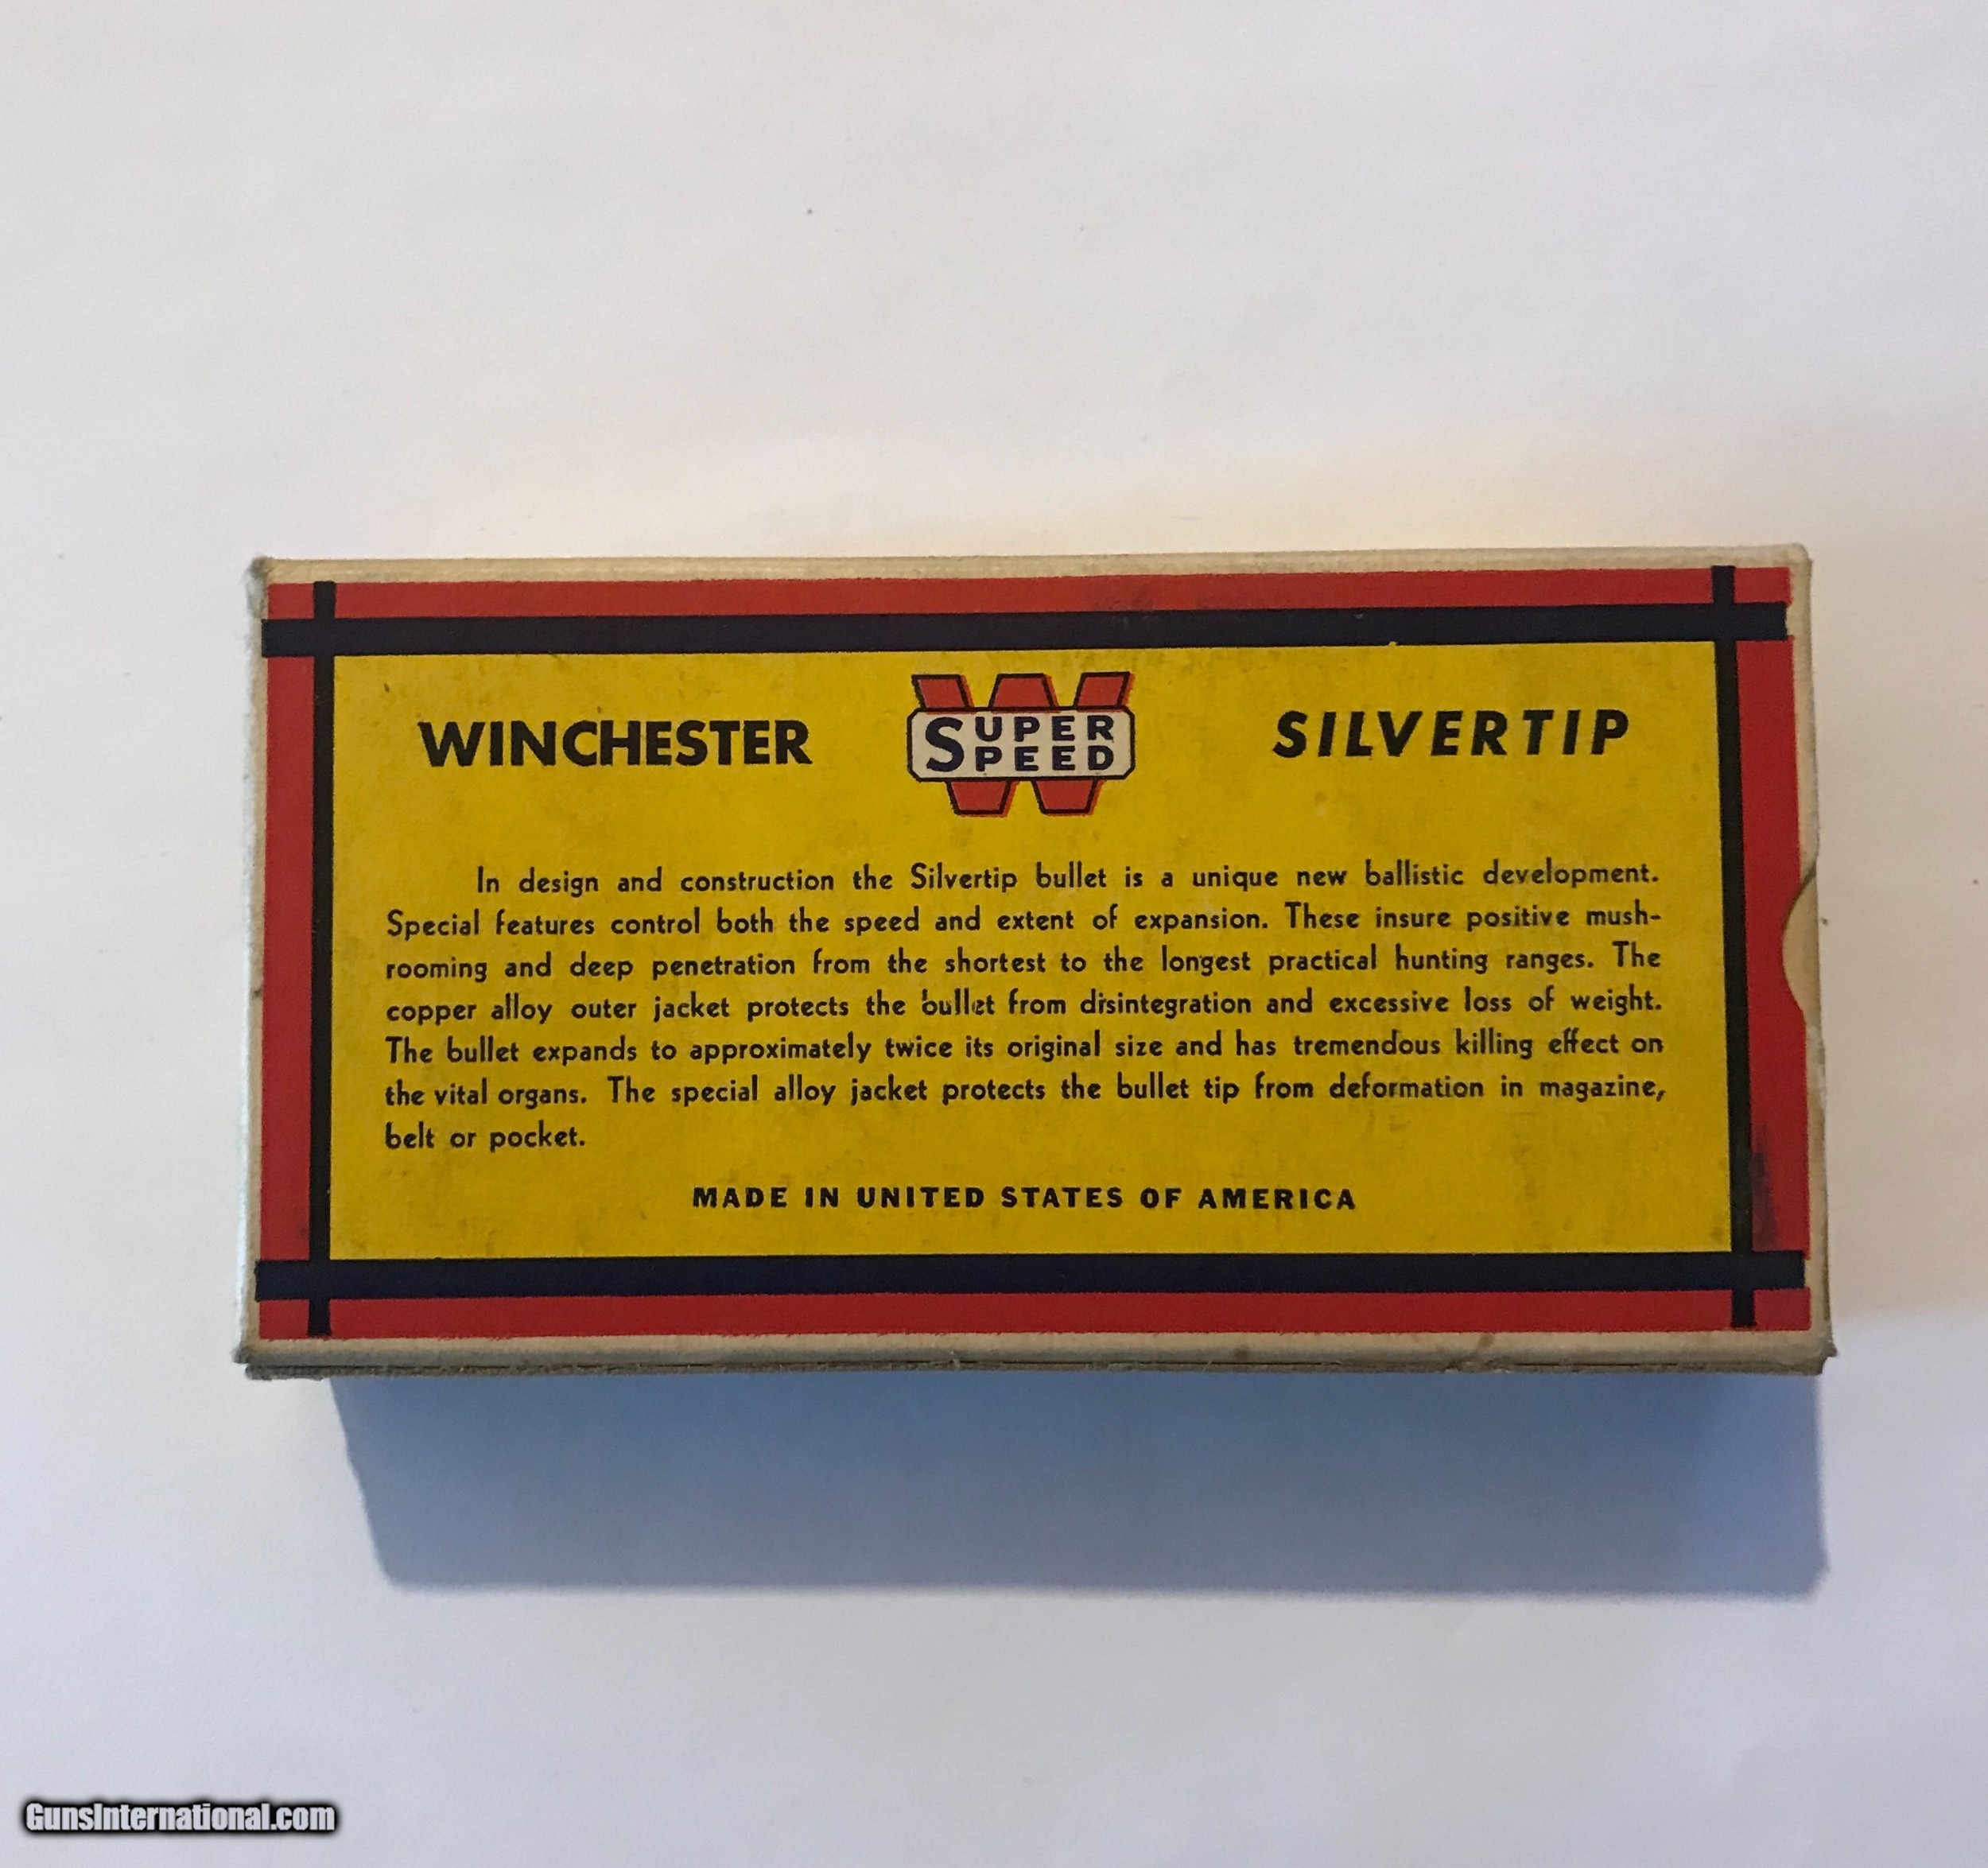 WINCHESTER W SUPER SPEED SILVERTIP
In design and construction the Silvertip bullet is a unique new ballistic development.
Special features control both the speed and extent of expansion. These insure positive mush-
rooming and deep penetration from the shortest to the longest practical hunting ranges. The
copper alloy outer jacket protects the bullet from disintegration and excessive loss of weight.
The bullet expands to approximately twice its original size and has tremendous killing effect on
the vital organs. The special alloy jacket protects the bullet tip from deformation in magazine,
belt or pocket.
MADE IN UNITED STATES OF AMERICA
GunsInternational.com